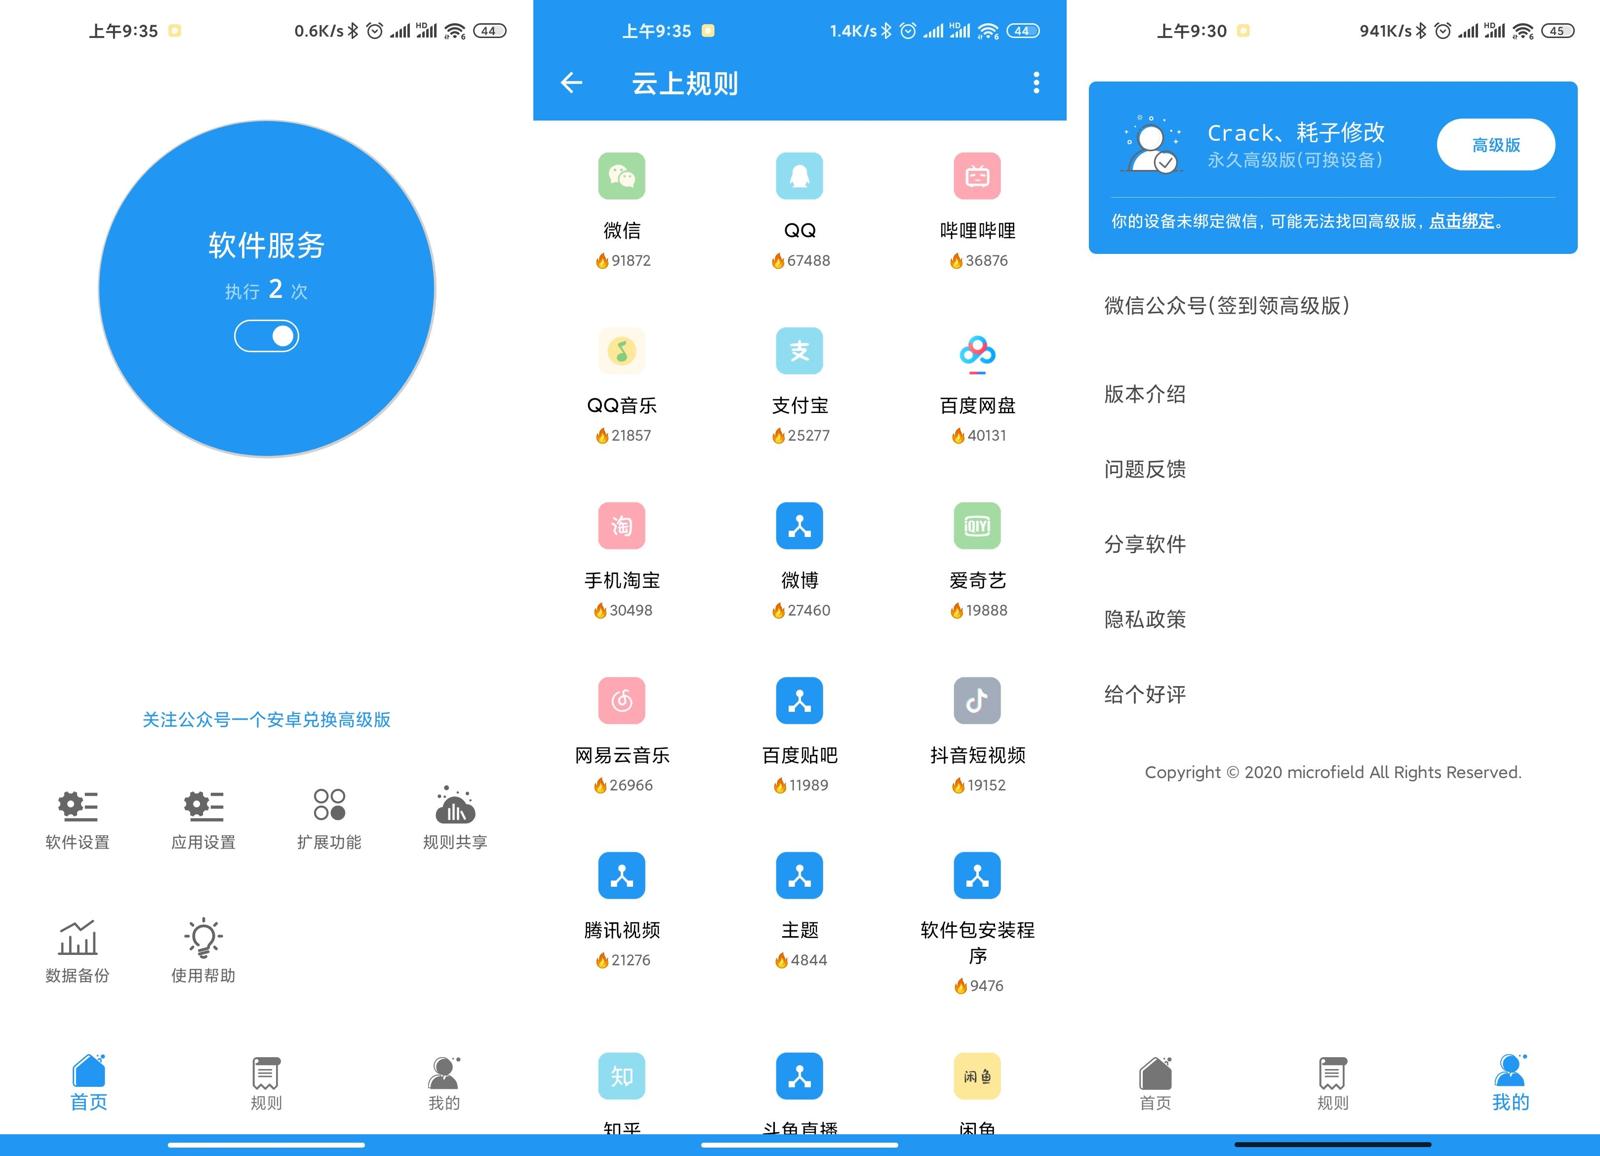 上午9:35
0.6K/s
HD
6
44
软件服务
执行 2 次
关注公众号一个安卓兑换高级版
软件设置
应用设置
扩展功能
规则共享
数据备份
使用帮助
首页
规则
我的
上午9:35
1.4K/s
HD
6
44
云上规则
微信
91872
QQ
67488
哔哩哔哩
36876
QQ音乐
21857
支
支付宝
25277
百度网盘
40131
淘
手机淘宝
30498
微博
27460
QIY
爱奇艺
19888
网易云音乐
26966
百度贴吧
11989
抖音短视频
19152
腾讯视频
21276
主题
4844
软件包安装程
序
9476
知
知乎
斗鱼直播
闲鱼
闲鱼
上午9:30
941K/s
HD
6
45
Crack、耗子修改
永久高级版(可换设备)
高级版
你的设备未绑定微信，可能无法找回高级版，点击绑定。
微信公众号(签到领高级版)
版本介绍
问题反馈
分享软件
隐私政策
给个好评
Copyright © 2020 microfield All Rights Reserved.
首页
规则
我的